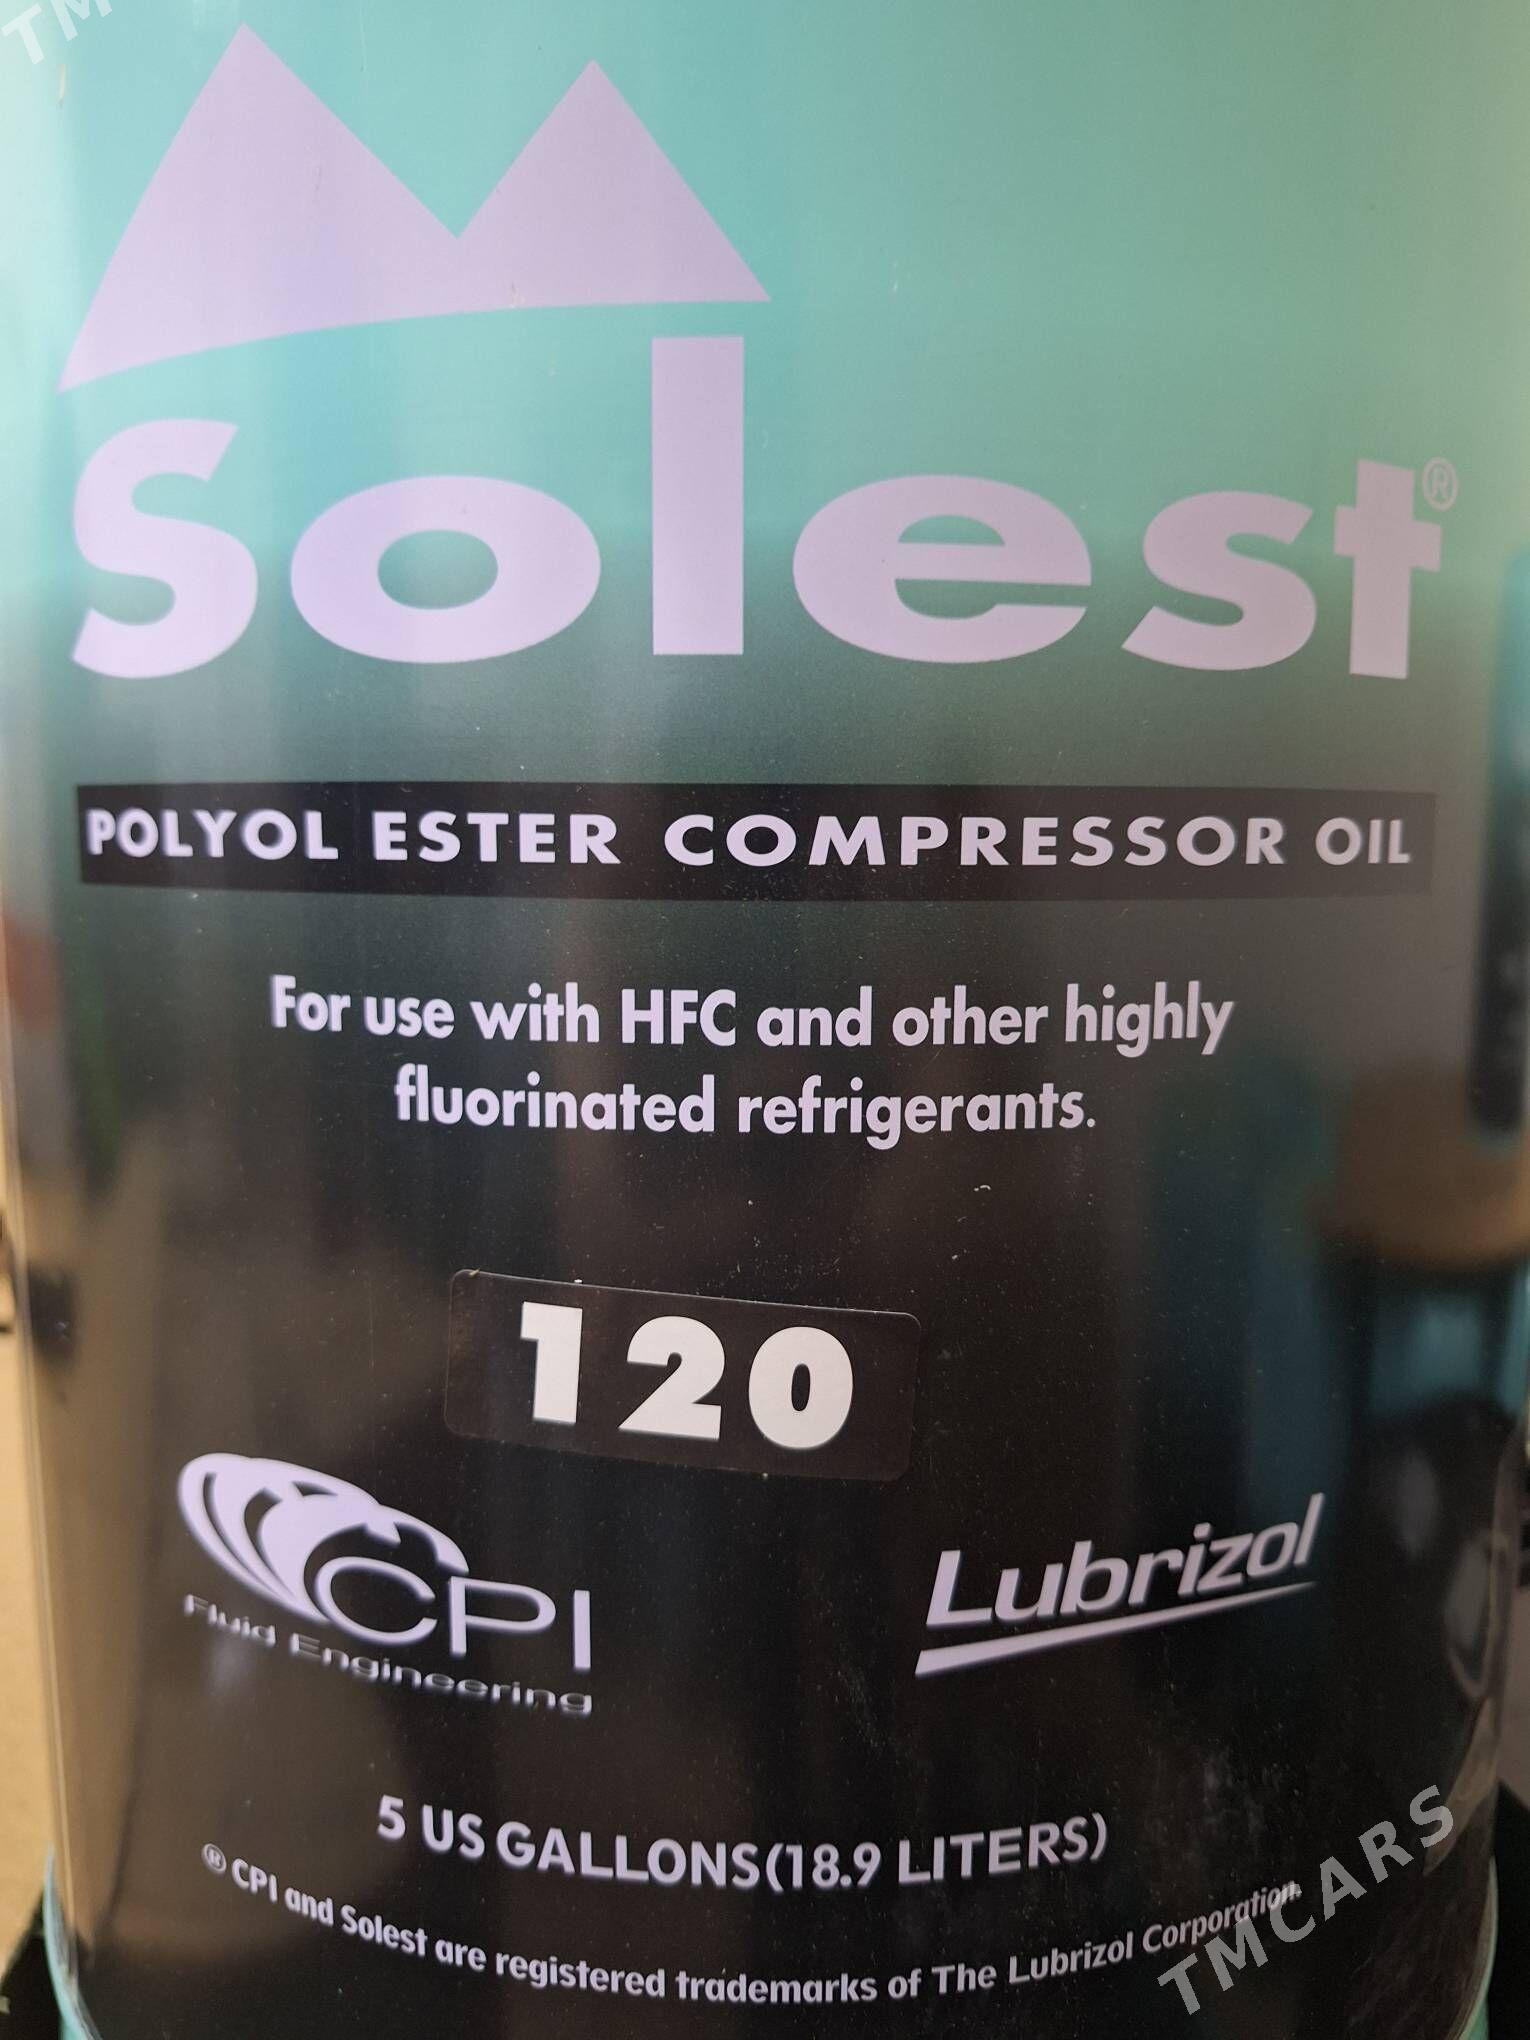 TM
Solest®
POLYOL ESTER COMPRESSOR OIL
For use with HFC and other highly
fluorinated refrigerants.
120
CPI
Fluid Engineering
Lubrizol
5 US GALLONS(18.9 LITERS)
® CPI and Solest are registered trademarks of The Lubrizol Corporation.
TMCARS